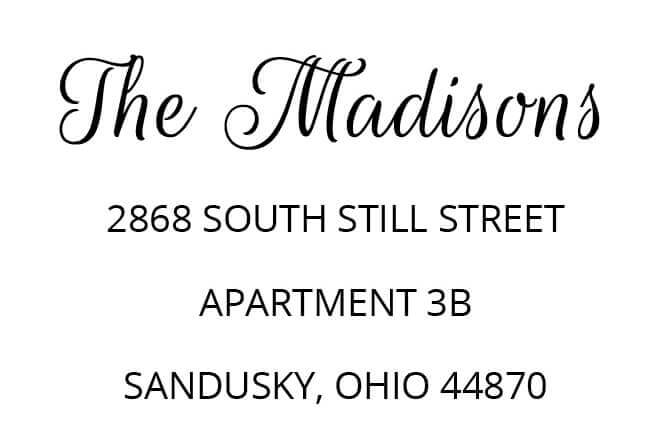 The Madisons
2868 SOUTH STILL STREET
APARTMENT 3B
SANDUSKY, OHIO 44870